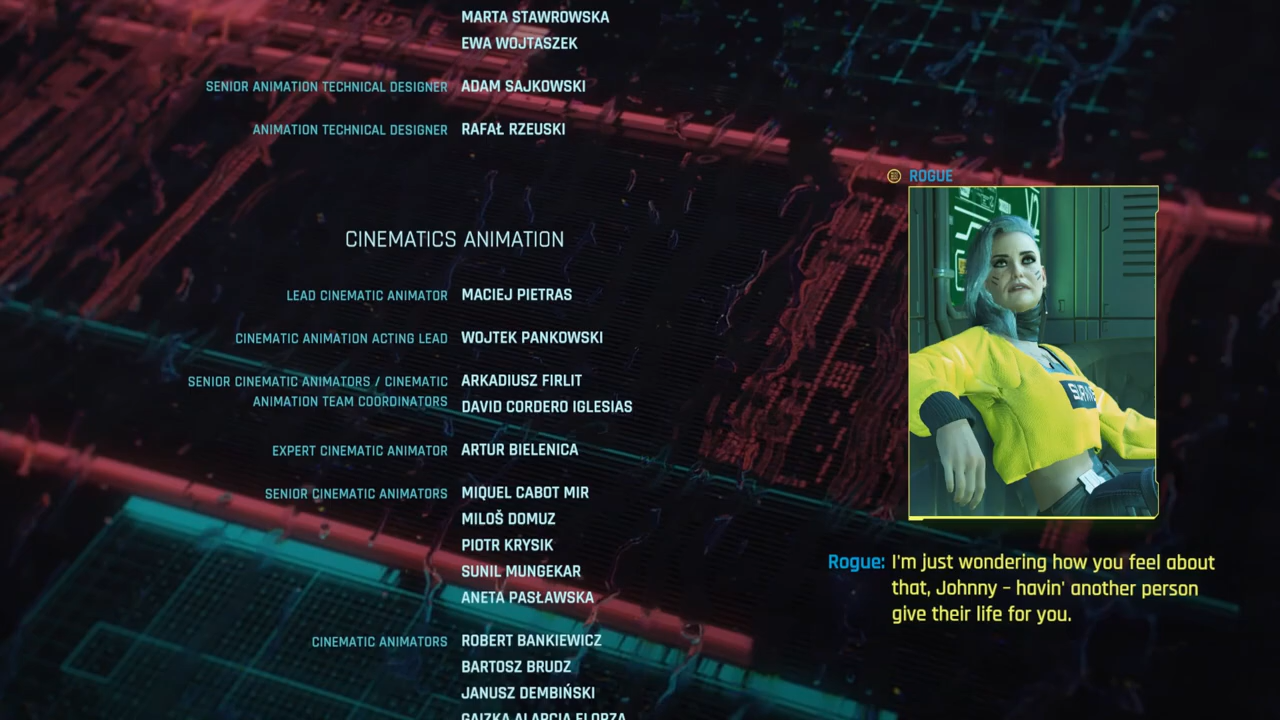 MARTA STAWROWSKA
EWA WOJTASZEK
SENIOR ANIMATION TECHNICAL DESIGNER ADAM SAJKOWSKI
ANIMATION TECHNICAL DESIGNER RAFAŁ RZEUSKI
CINEMATICS ANIMATION
LEAD CINEMATIC ANIMATOR MACIEJ PIETRAS
CINEMATIC ANIMATION ACTING LEAD WOJTEK PANKOWSKI
SENIOR CINEMATIC ANIMATORS / CINEMATIC ARKADIUSZ FIRLIT
ANIMATION TEAM COORDINATORS DAVID CORDERO IGLESIAS
EXPERT CINEMATIC ANIMATOR ARTUR BIELENICA
SENIOR CINEMATIC ANIMATORS MIQUEL CABOT MIR
MILOŠ DOMUZ
PIOTR KRYSIK
SUNIL MUNGEKAR
ANETA PASŁAWSKA
CINEMATIC ANIMATORS ROBERT BANKIEWICZ
BARTOSZ BRUDZ
JANUSZ DEMBIŃSKI
GAIZKA ALARCIA ELORZA
ROGUE
Rogue: I'm just wondering how you feel about
that, Johnny – havin' another person
give their life for you.